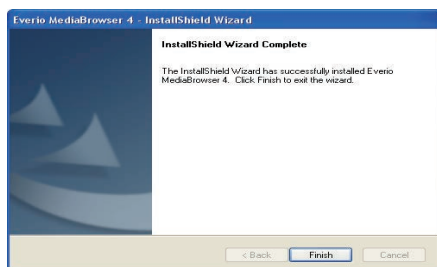 Everio MediaBrowser 4 - InstallShield Wizard
InstallShield Wizard Complete
The InstallShield Wizard has successfully installed Everio
MediaBrowser 4. Click Finish to exit the wizard.
< Back Finish Cancel